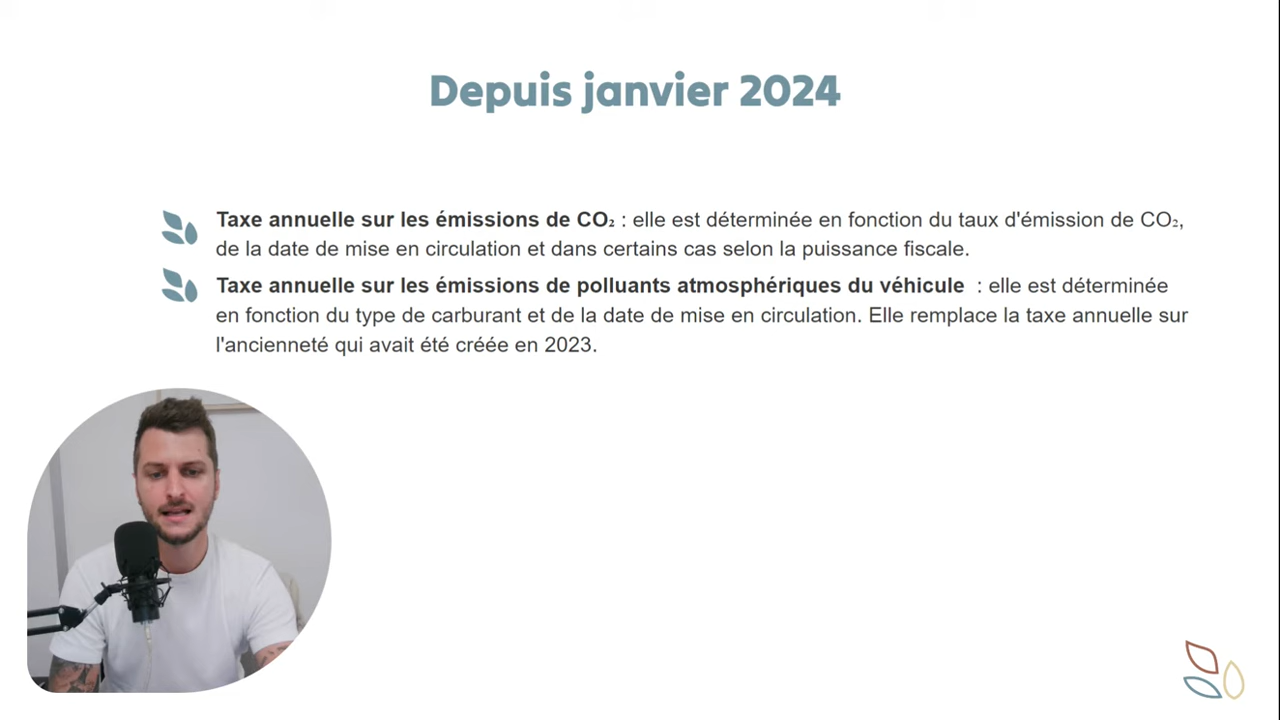 Depuis janvier 2024
Taxe annuelle sur les émissions de CO₂ : elle est déterminée en fonction du taux d'émission de CO₂,
de la date de mise en circulation et dans certains cas selon la puissance fiscale.
Taxe annuelle sur les émissions de polluants atmosphériques du véhicule : elle est déterminée
en fonction du type de carburant et de la date de mise en circulation. Elle remplace la taxe annuelle sur
l'ancienneté qui avait été créée en 2023.